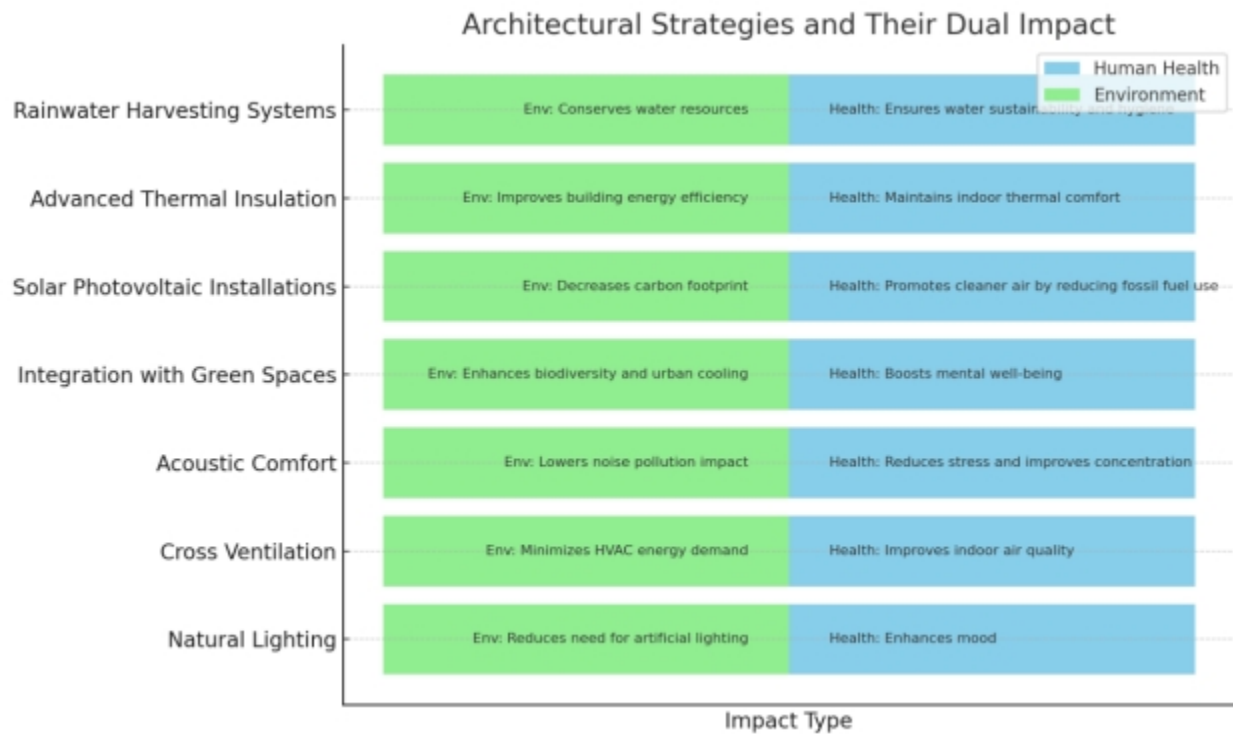 Architectural Strategies and Their Dual Impact
Human Health
Environment
Rainwater Harvesting Systems
Env: Conserves water resources
Health: Ensures water sustainability and hygiene
Advanced Thermal Insulation
Env: Improves building energy efficiency
Health: Maintains indoor thermal comfort
Solar Photovoltaic Installations
Env: Decreases carbon footprint
Health: Promotes cleaner air by reducing fossil fuel use
Integration with Green Spaces
Env: Enhances biodiversity and urban cooling
Health: Boosts mental well-being
Acoustic Comfort
Env: Lowers noise pollution impact
Health: Reduces stress and improves concentration
Cross Ventilation
Env: Minimizes HVAC energy demand
Health: Improves indoor air quality
Natural Lighting
Env: Reduces need for artificial lighting
Health: Enhances mood
Impact Type